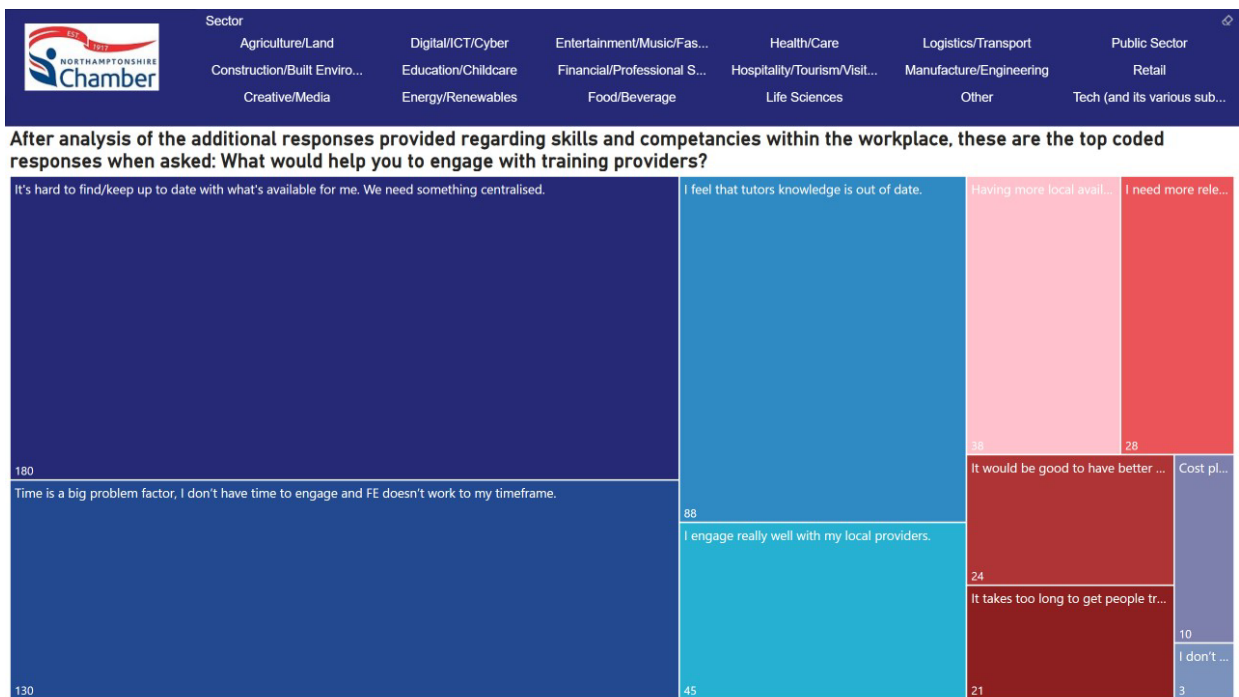 EST. 1917
NORTHAMPTONSHIRE
Chamber
Sector
Agriculture/Land
Digital/ICT/Cyber
Entertainment/Music/Fas...
Health/Care
Logistics/Transport
Public Sector
Construction/Built Enviro...
Education/Childcare
Financial/Professional S...
Hospitality/Tourism/Visit...
Manufacture/Engineering
Retail
Creative/Media
Energy/Renewables
Food/Beverage
Life Sciences
Other
Tech (and its various sub...
After analysis of the additional responses provided regarding skills and competancies within the workplace, these are the top coded
responses when asked: What would help you to engage with training providers?
It's hard to find/keep up to date with what's available for me. We need something centralised.
180
Time is a big problem factor, I don't have time to engage and FE doesn't work to my timeframe.
130
I feel that tutors knowledge is out of date.
88
I engage really well with my local providers.
45
Having more local avail...
38
I need more rele...
28
It would be good to have better ...
24
It takes too long to get people tr...
21
Cost pl...
10
I don't ...
3